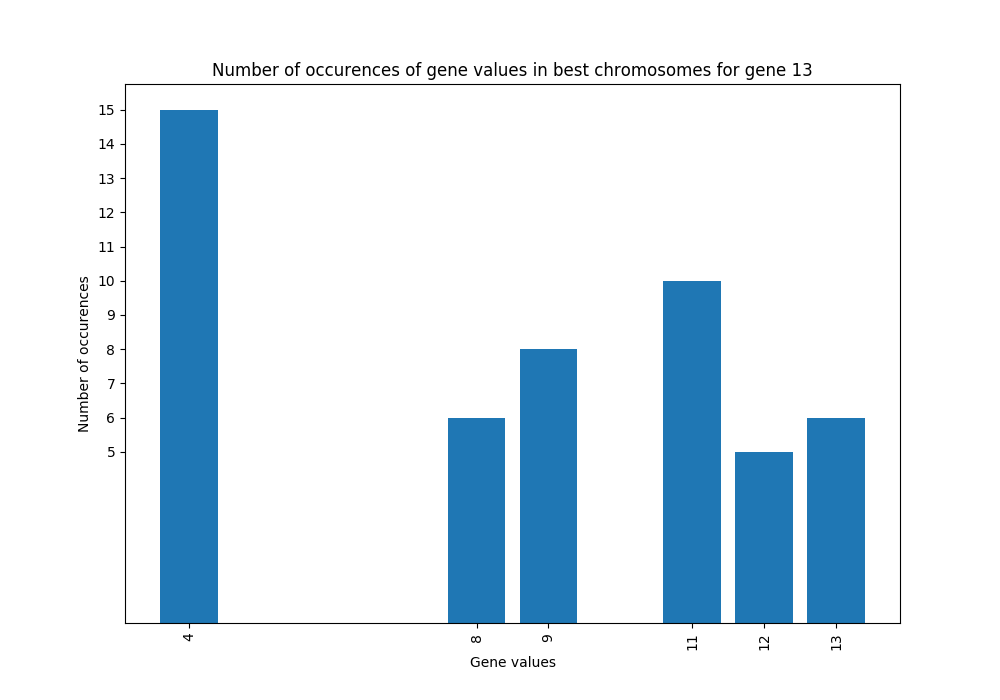 Number of occurences of gene values in best chromosomes for gene 13
15
14
13
12
11
10
9
8
7
6
5
Number of occurences
4 8 9 11 12 13
Gene values